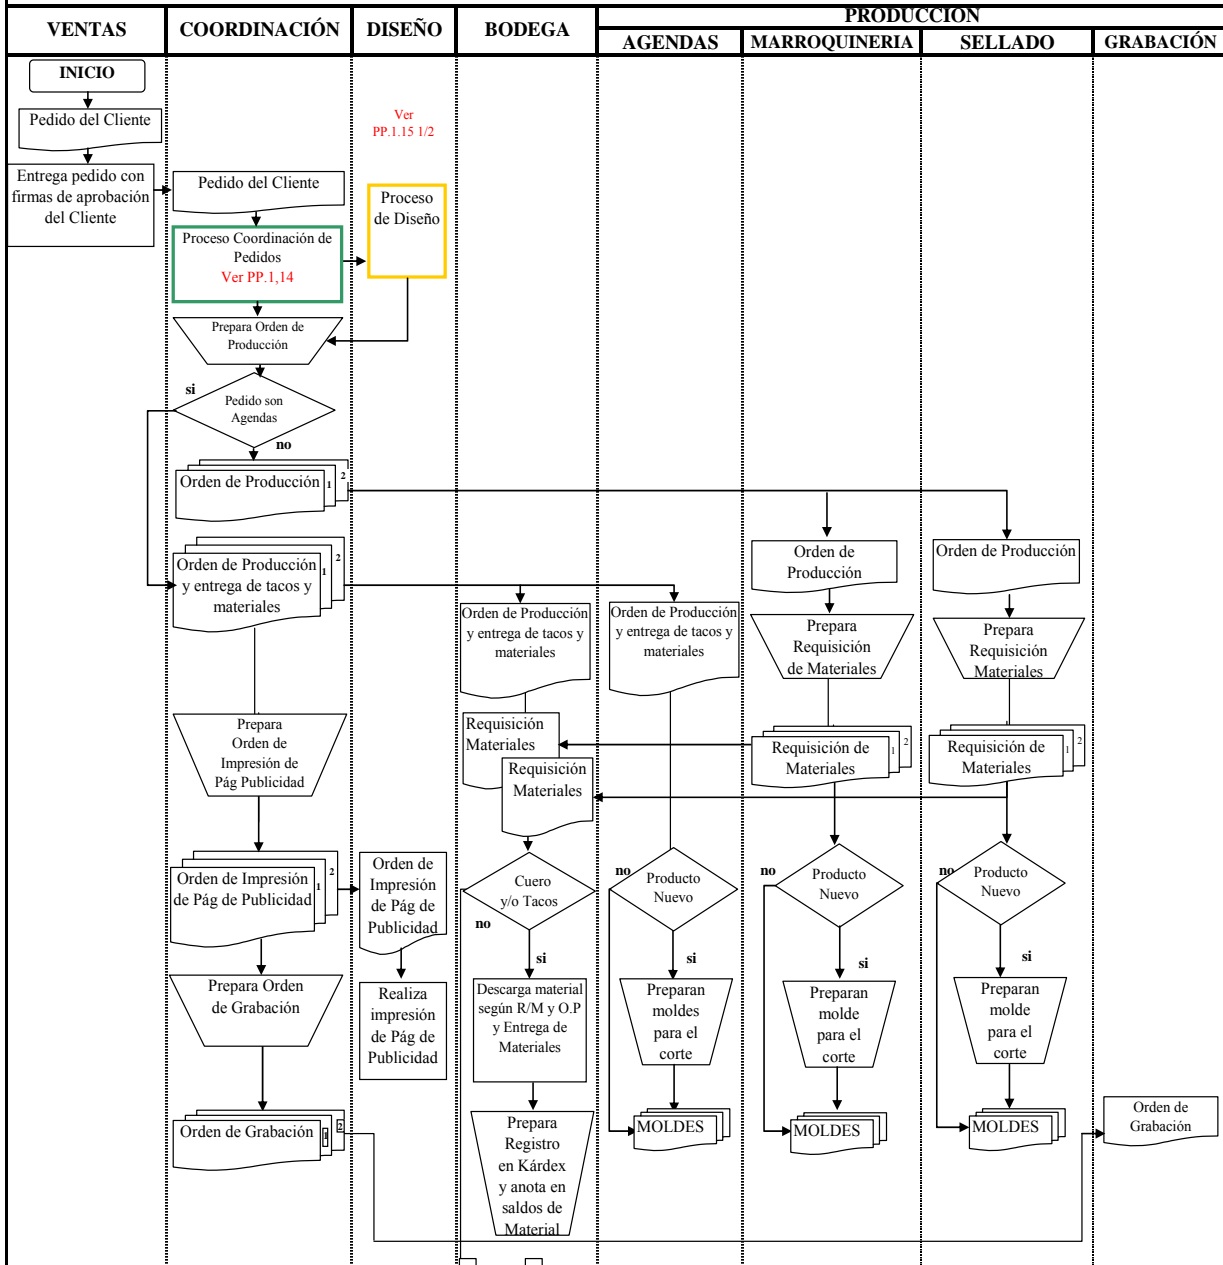 PRODUCCION
VENTAS
COORDINACIÓN
DISEÑO
BODEGA
AGENDAS
MARROQUINERIA
SELLADO
GRABACIÓN
INICIO
Pedido del Cliente
Ver
PP.1.15 1/2
Entrega pedido con
firmas de aprobación
del Cliente
Pedido del Cliente
Proceso
de Diseño
Proceso Coordinación de
Pedidos
Ver PP.1,14
Prepara Orden de
Producción
si
Pedido son
Agendas
no
Orden de Producción
1
2
Orden de Producción
y entrega de tacos y
materiales
1
2
Orden de
Producción
Orden de Producción
Orden de Producción
y entrega de tacos y
materiales
Orden de Producción
y entrega de tacos y
materiales
Prepara
Requisición
de Materiales
Prepara
Requisición
Materiales
Prepara
Orden de
Impresión de
Pág Publicidad
Requisición
Materiales
Requisición
Materiales
Requisición de
Materiales
1
2
Requisición de
Materiales
1
2
Orden de Impresión
de Pág de Publicidad
1
2
Orden de
Impresión
de Pág de
Publicidad
Cuero
y/o Tacos
no
si
no
Producto
Nuevo
si
no
Producto
Nuevo
si
no
Producto
Nuevo
si
Prepara Orden
de Grabación
Realiza
impresión
de Pág de
Publicidad
Descarga material
según R/M y O.P
y Entrega de
Materiales
Preparan
moldes
para el
corte
Preparan
molde
para el
corte
Preparan
molde
para el
corte
Orden de Grabación
1
2
Prepara
Registro
en Kárdex
y anota en
saldos de
Material
MOLDES
MOLDES
MOLDES
Orden de
Grabación